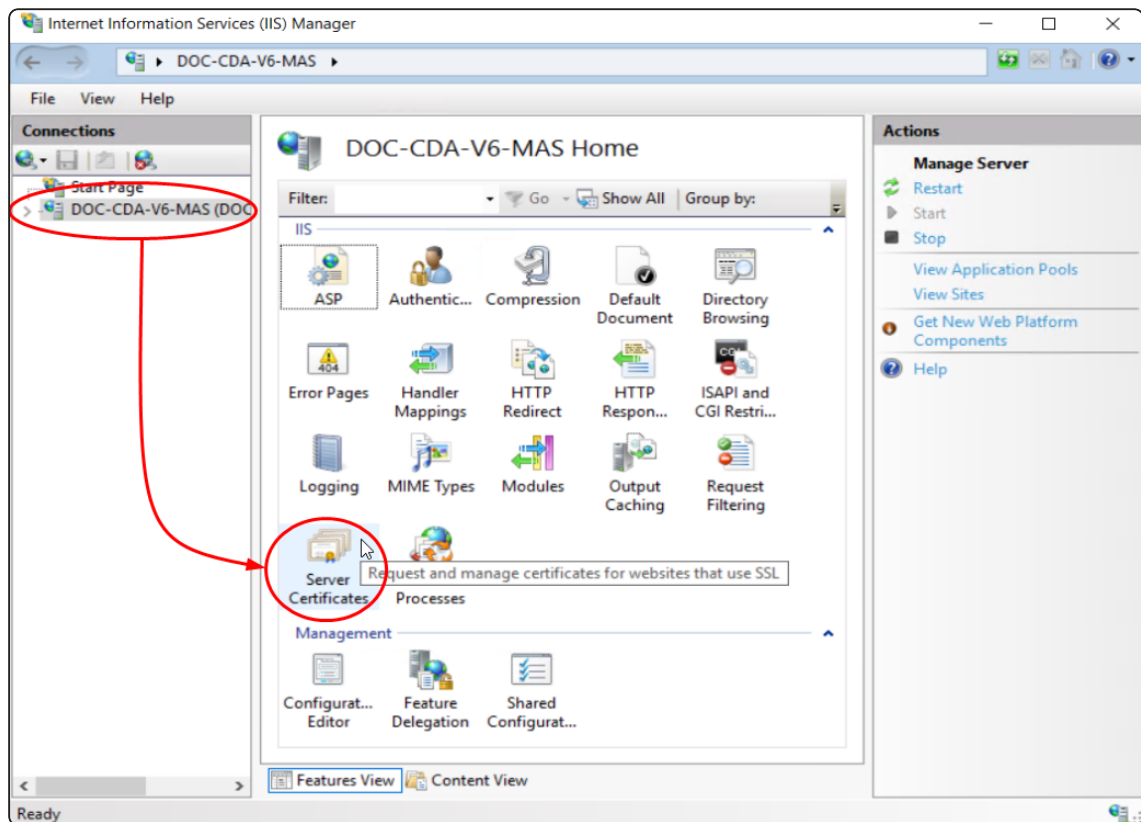 Internet Information Services (IIS) Manager
DOC-CDA-V6-MAS
File View Help
Connections
Start Page
DOC-CDA-V6-MAS (DOC
DOC-CDA-V6-MAS Home
Filter: Go Show All Group by:
IIS
ASP Authentic... Compression Default Document Directory Browsing
404
Error Pages Handler Mappings HTTP Redirect HTTP Respon... ISAPI and CGI Restri...
Logging MIME Types Modules Output Caching Request Filtering
Server Certificates Processes
Request and manage certificates for websites that use SSL
Management
Configurat... Editor Feature Delegation Shared Configurat...
Features View Content View
Actions
Manage Server
Restart
Start
Stop
View Application Pools
View Sites
Get New Web Platform
Components
Help
Ready